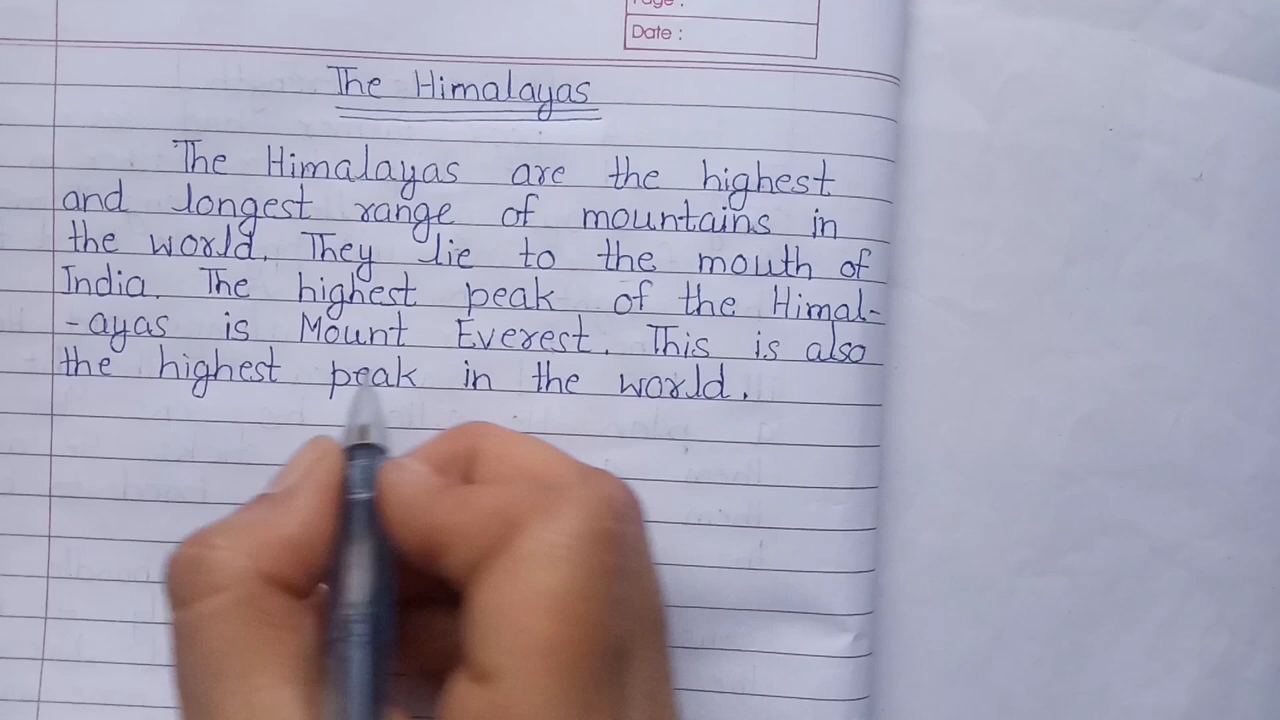 Page :
Date :
The Himalayas
The Himalayas are the highest
and longest range of mountains in
the world. They lie to the mouth of
India. The highest peak of the Himal-
-ayas is Mount Everest. This is also
the highest peak in the world.